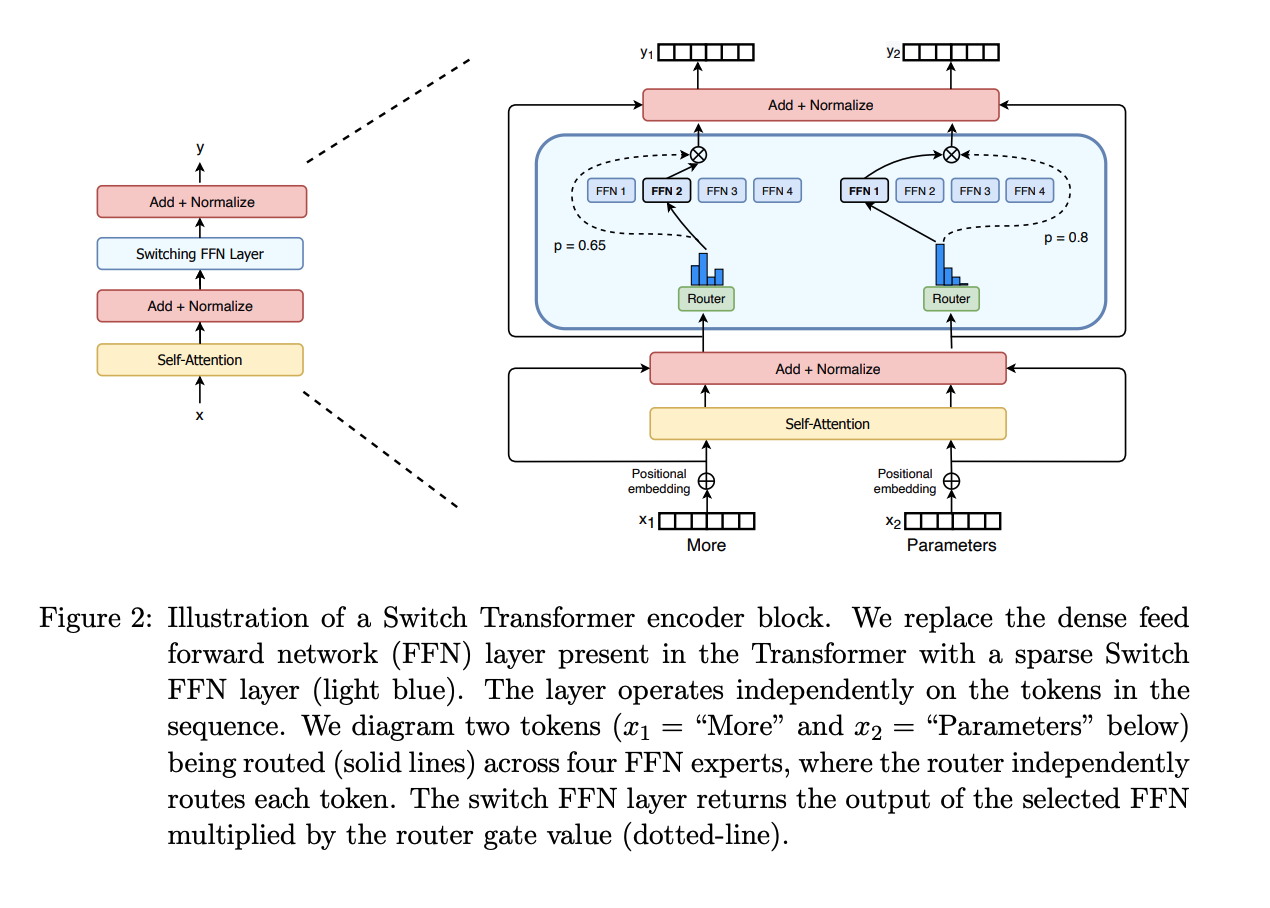 y
Add + Normalize
Switching FFN Layer
Add + Normalize
Self-Attention
x
y1 y2
Add + Normalize
FFN 1 FFN 2 FFN 3 FFN 4 FFN 1 FFN 2 FFN 3 FFN 4
p = 0.65 p = 0.8
Router Router
Add + Normalize
Self-Attention
Positional embedding Positional embedding
x1 x2
More Parameters
Figure 2: Illustration of a Switch Transformer encoder block. We replace the dense feed
forward network (FFN) layer present in the Transformer with a sparse Switch
FFN layer (light blue). The layer operates independently on the tokens in the
sequence. We diagram two tokens (x1 = “More” and x2 = “Parameters” below)
being routed (solid lines) across four FFN experts, where the router independently
routes each token. The switch FFN layer returns the output of the selected FFN
multiplied by the router gate value (dotted-line).